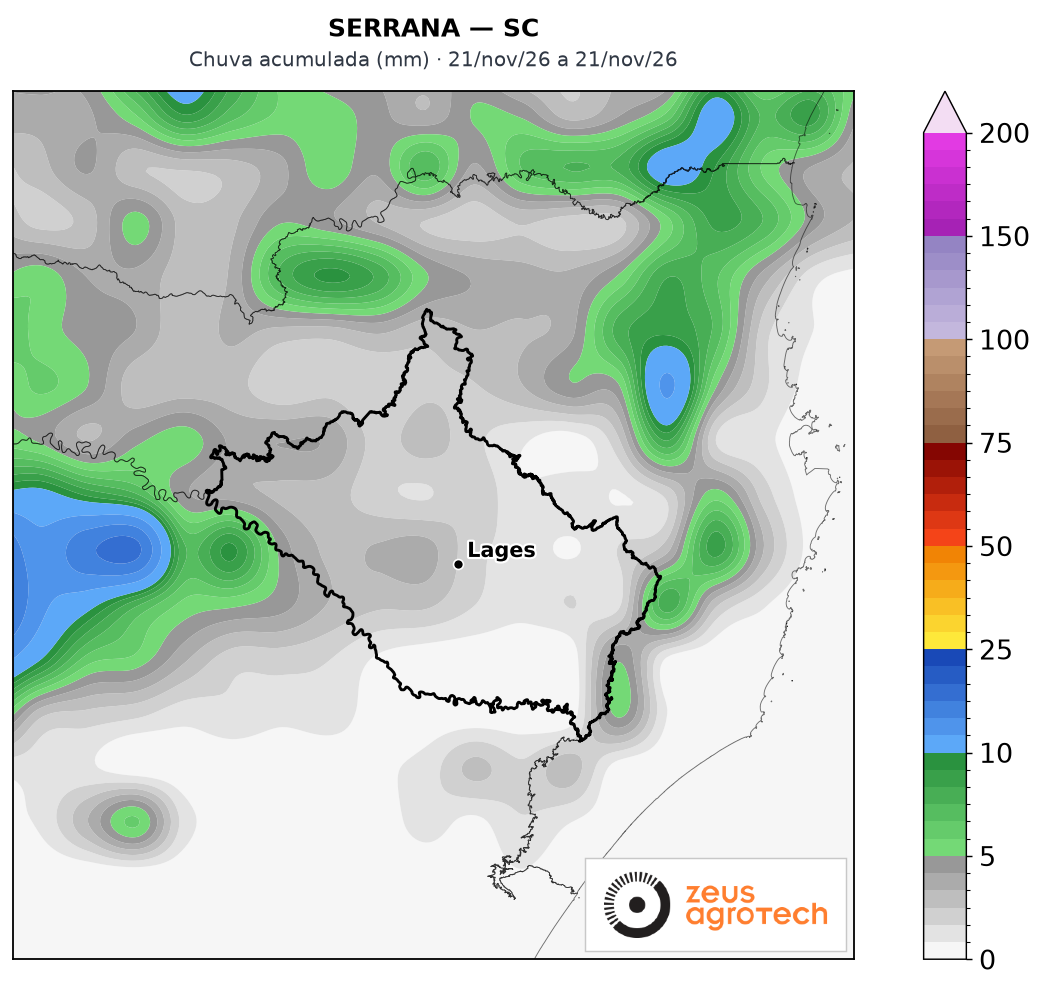 SERRANA — SC
Chuva acumulada (mm) · 21/nov/26 a 21/nov/26
200
150
100
75
50
25
10
5
0
Lages
zeus
agrotech